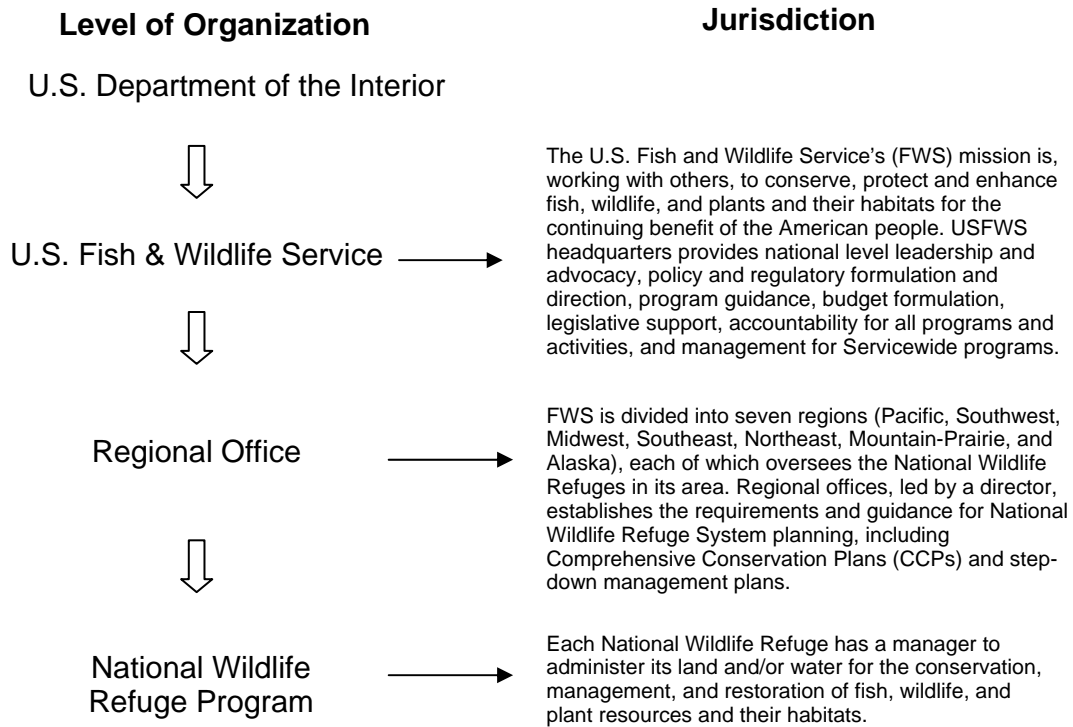 Level of Organization
Jurisdiction
U.S. Department of the Interior
U.S. Fish & Wildlife Service
The U.S. Fish and Wildlife Service's (FWS) mission is,
working with others, to conserve, protect and enhance
fish, wildlife, and plants and their habitats for the
continuing benefit of the American people. USFWS
headquarters provides national level leadership and
advocacy, policy and regulatory formulation and
direction, program guidance, budget formulation,
legislative support, accountability for all programs and
activities, and management for Servicewide programs.
Regional Office
FWS is divided into seven regions (Pacific, Southwest,
Midwest, Southeast, Northeast, Mountain-Prairie, and
Alaska), each of which oversees the National Wildlife
Refuges in its area. Regional offices, led by a director,
establishes the requirements and guidance for National
Wildlife Refuge System planning, including
Comprehensive Conservation Plans (CCPs) and step-
down management plans.
National Wildlife
Refuge Program
Each National Wildlife Refuge has a manager to
administer its land and/or water for the conservation,
management, and restoration of fish, wildlife, and
plant resources and their habitats.